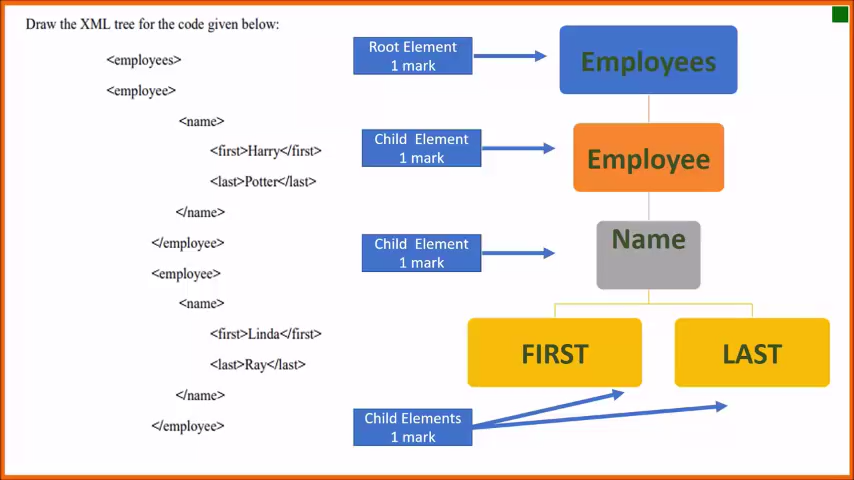 Draw the XML tree for the code given below:
<employees>
<employee>
<name>
<first>Harry</first>
<last>Potter</last>
</name>
</employee>
<employee>
<name>
<first>Linda</first>
<last>Ray</last>
</name>
</employee>
Root Element
1 mark
Employees
Child Element
1 mark
Employee
Child Element
1 mark
Name
FIRST
LAST
Child Elements
1 mark